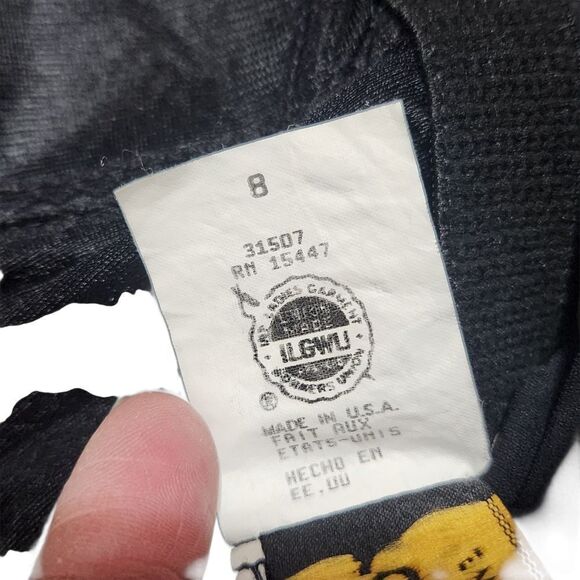 8
31507
RN 15447
INT'L LADIES GARMENT
UNION
MADE
ILGWU
WORKERS UNION
®
MADE IN U.S.A.
FAIT AUX
ETATS-UNIS
HECHO EN
EE.UU